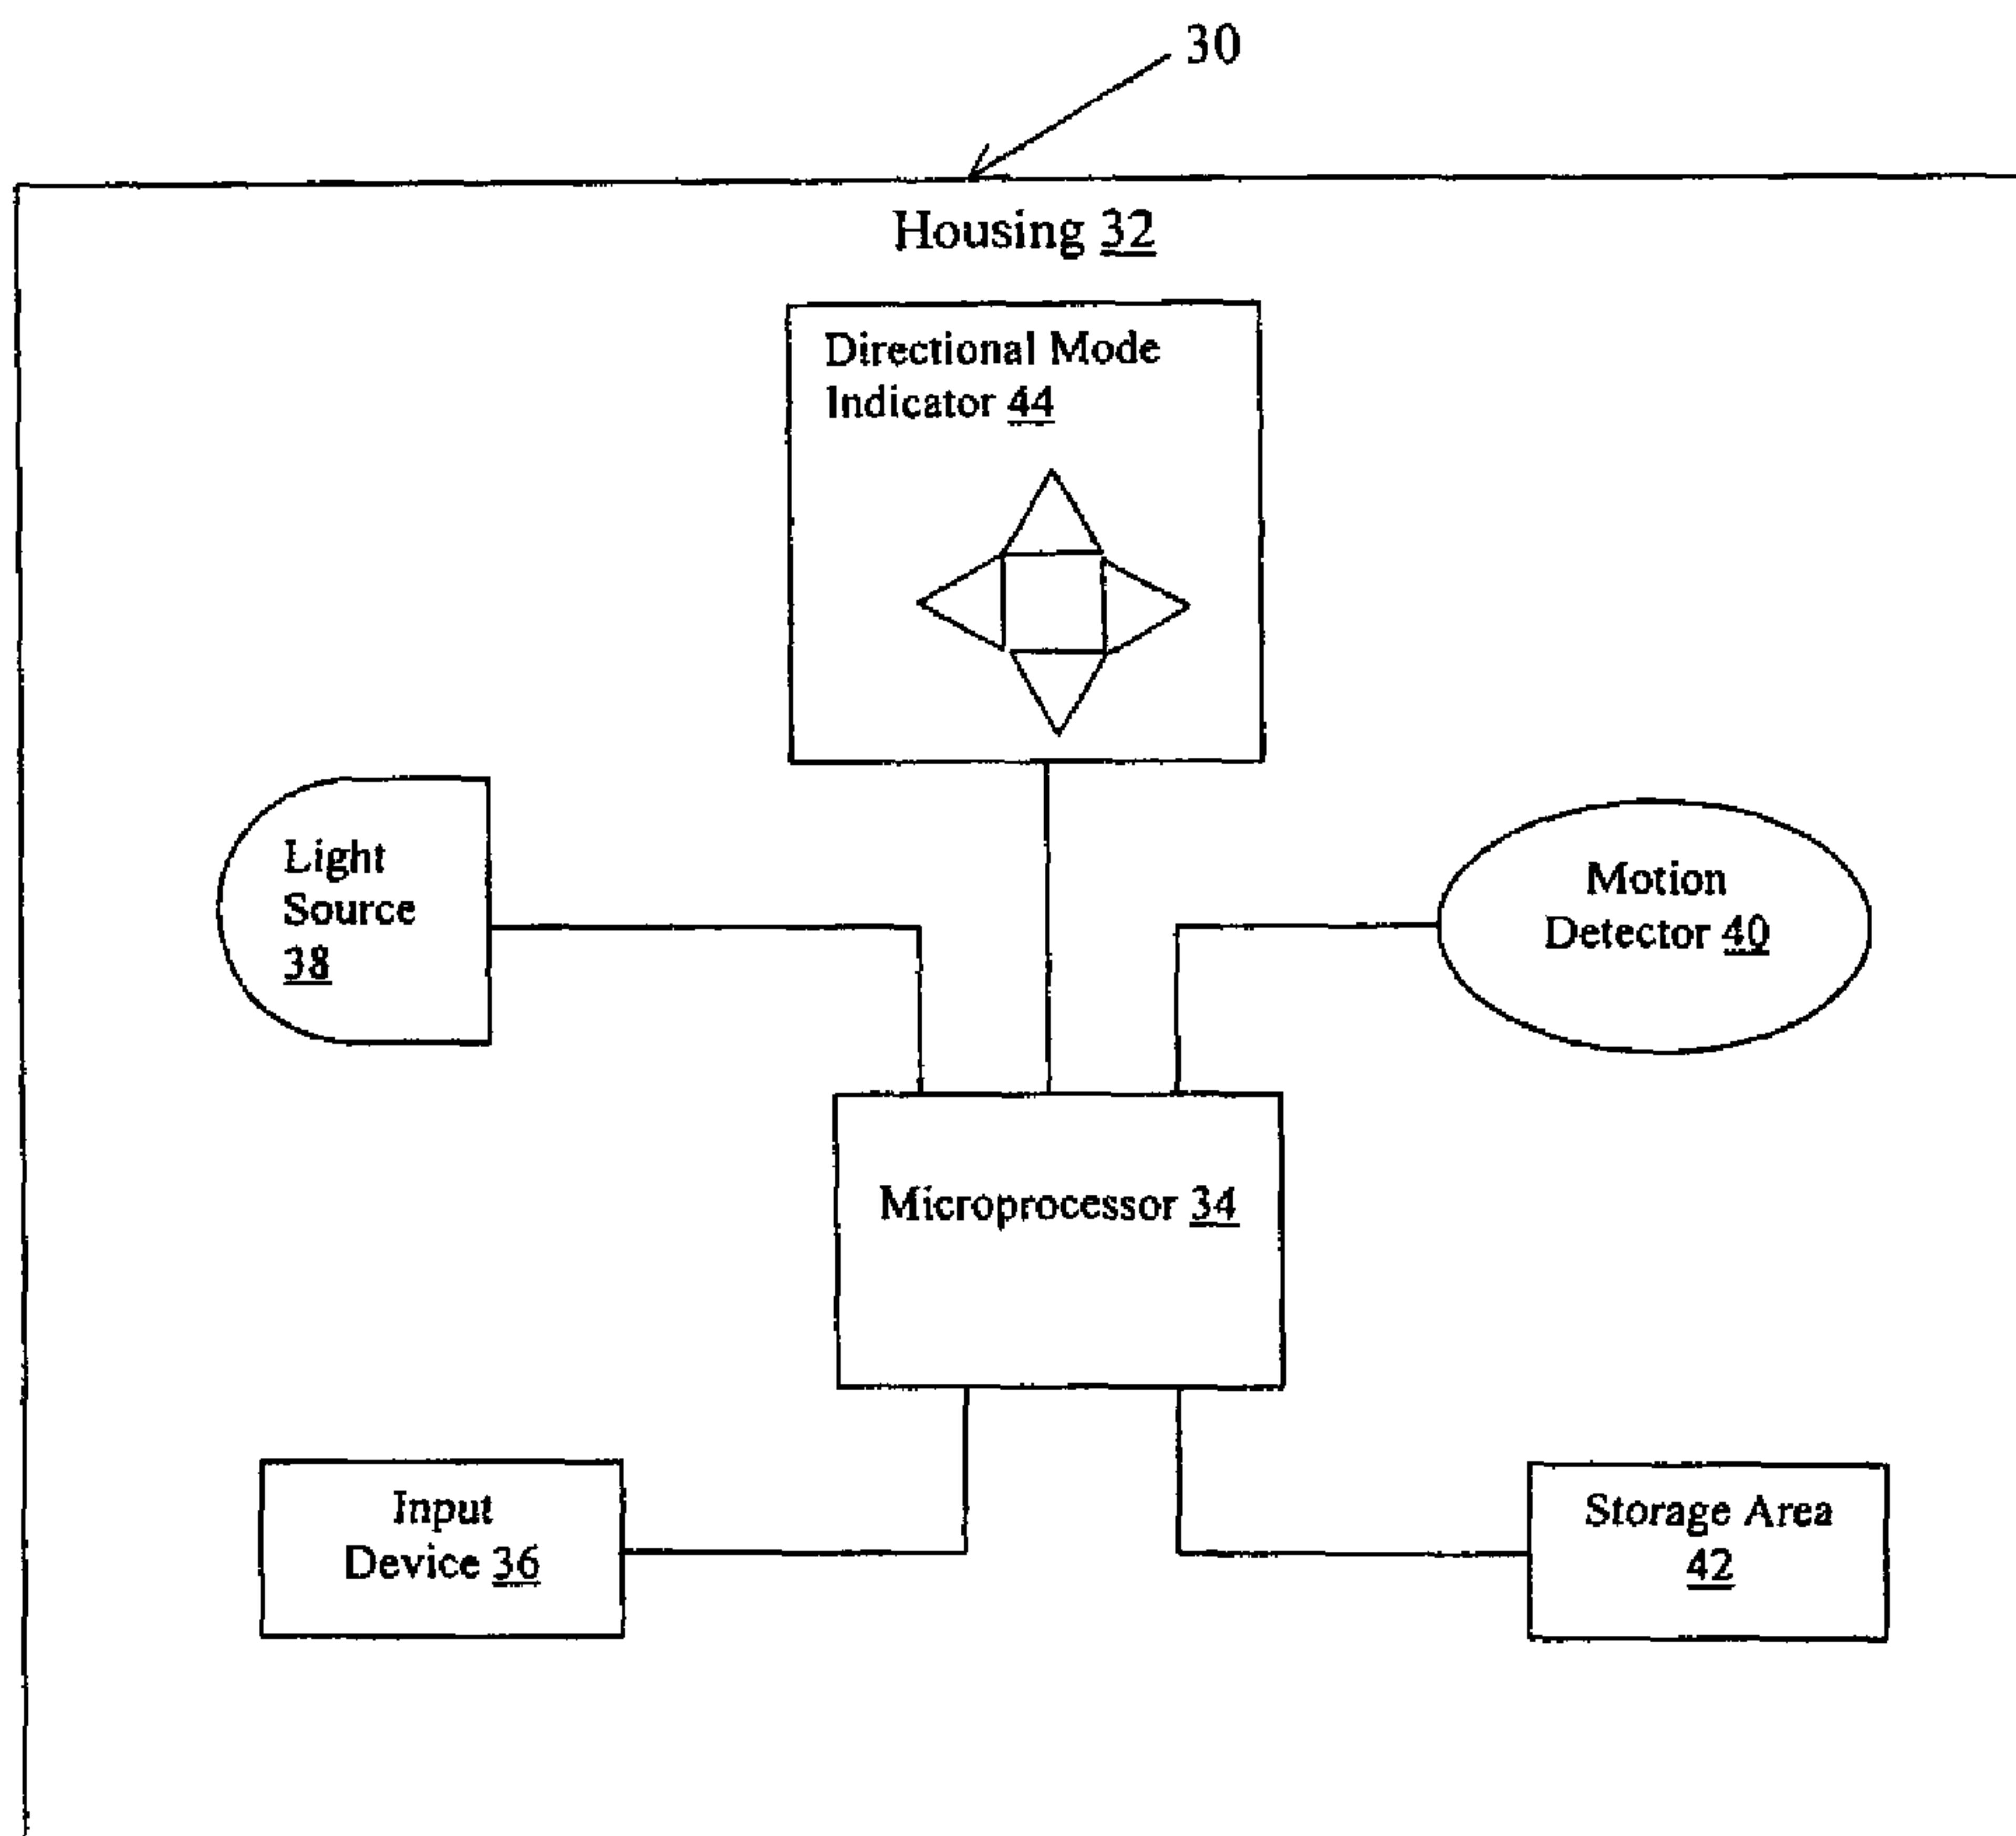 30
Housing 32
Directional Mode
Indicator 44
Light
Source
38
Motion
Detector 40
Microprocessor 34
Input
Device 36
Storage Area
42